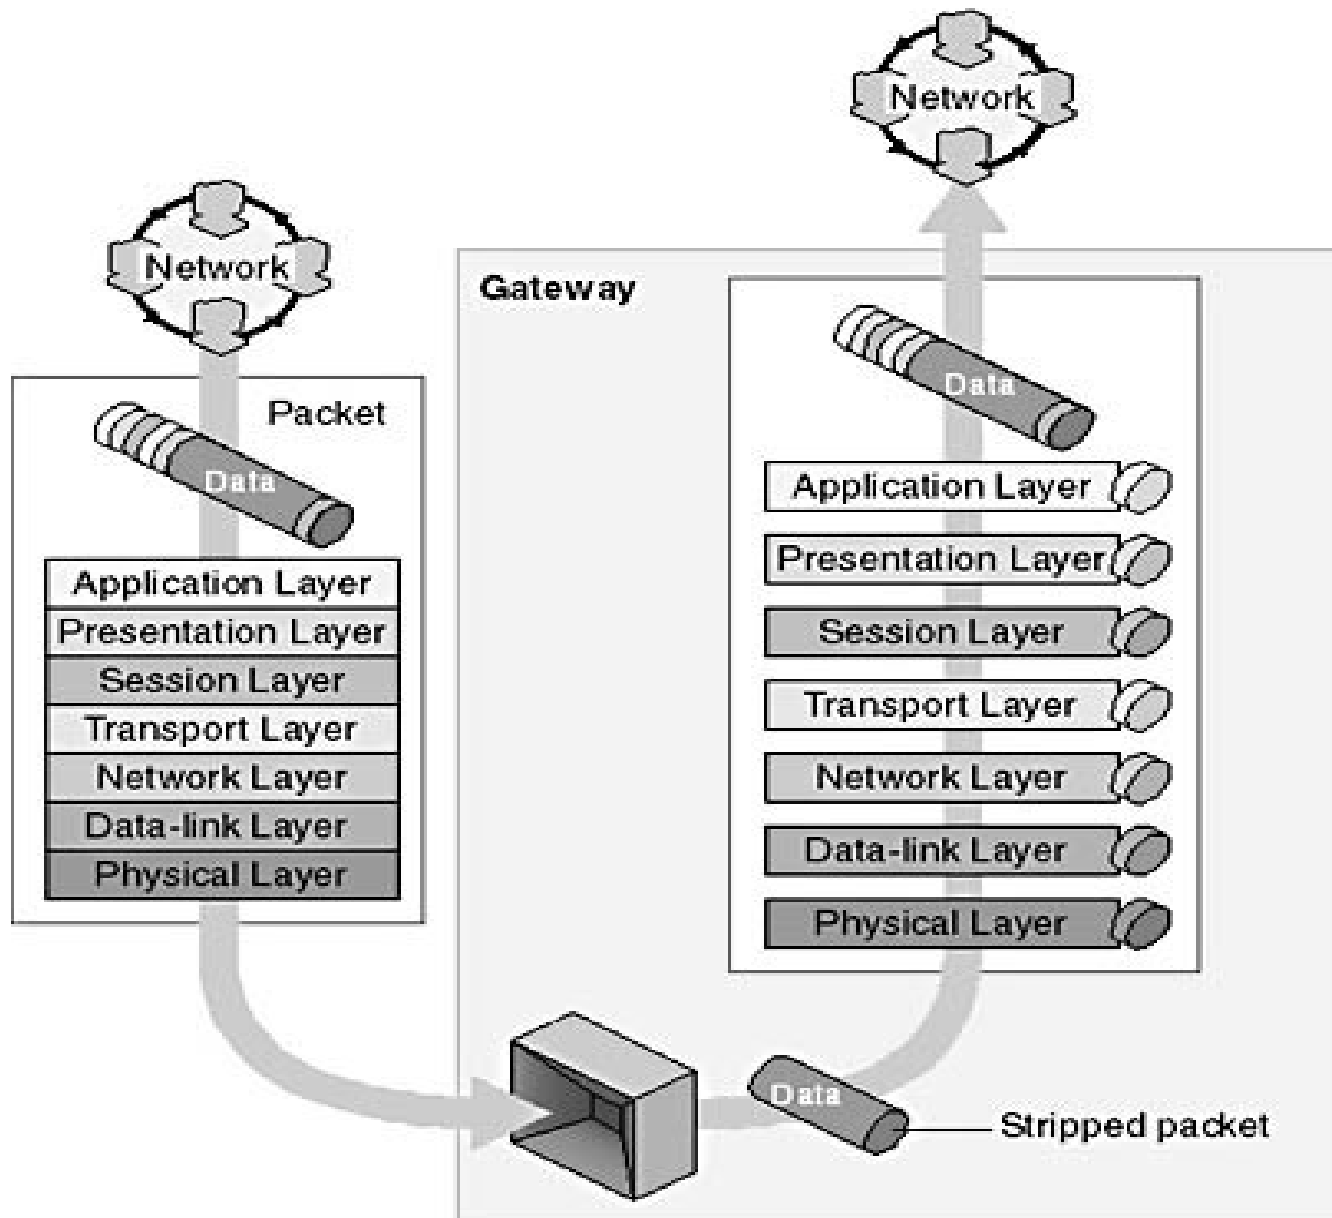 Network
Packet
Data
Application Layer
Presentation Layer
Session Layer
Transport Layer
Network Layer
Data-link Layer
Physical Layer
Gateway
Network
Data
Application Layer
Presentation Layer
Session Layer
Transport Layer
Network Layer
Data-link Layer
Physical Layer
Data
Stripped packet